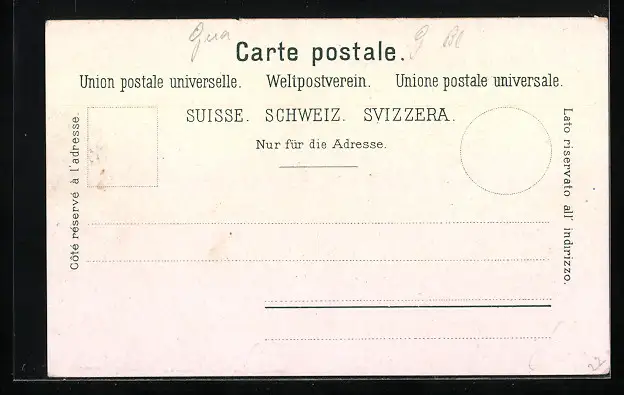 Carte postale.
Union postale universelle. Weltpostverein. Unione postale universale.
SUISSE. SCHWEIZ. SVIZZERA.
Nur für die Adresse.
Côté réservé à l'adresse.
Lato riservato all' indirizzo.
22